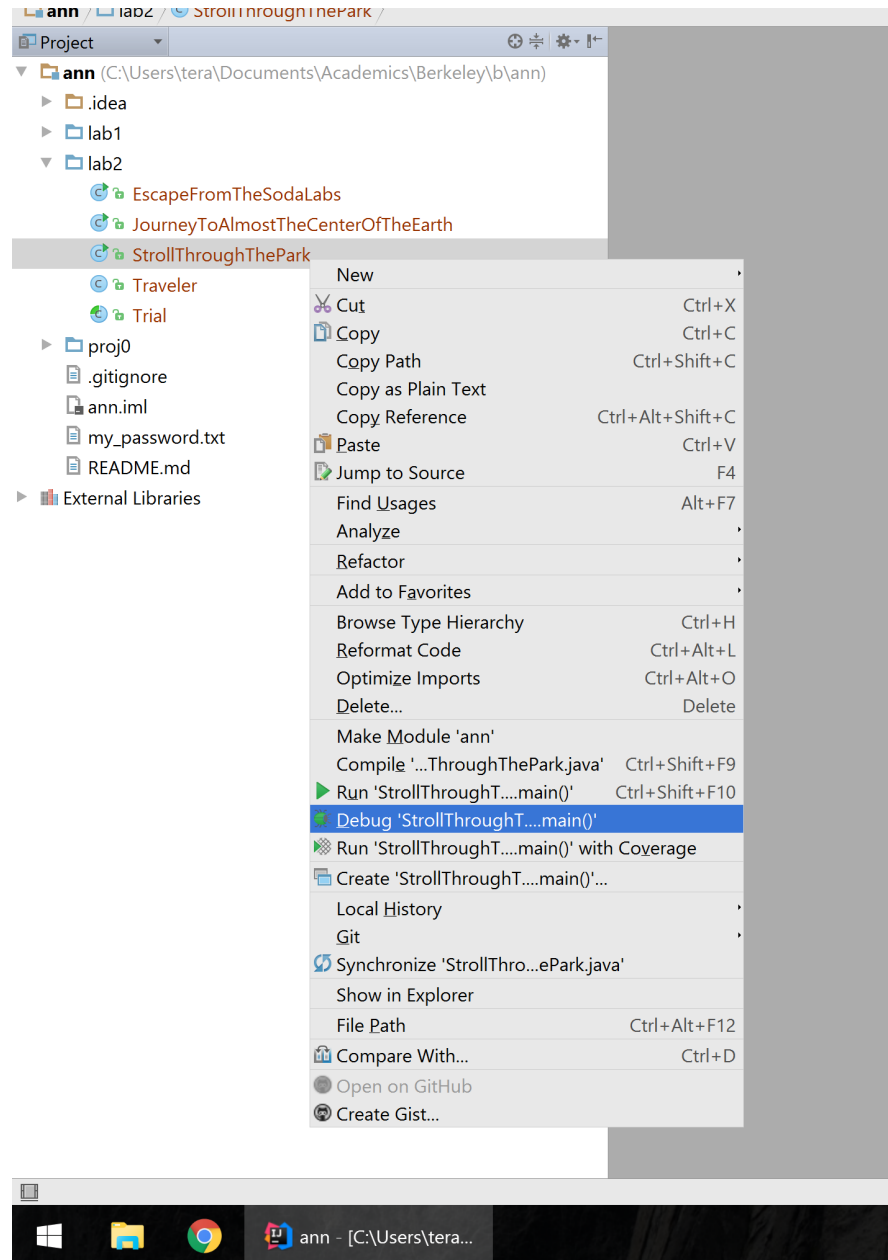 ann lab2 StrollThroughThePark
Project
ann (C:\Users\tera\Documents\Academics\Berkeley\b\ann)
.idea
lab1
lab2
EscapeFromTheSodaLabs
JourneyToAlmostTheCenterOfTheEarth
StrollThroughThePark
Traveler
Trial
proj0
.gitignore
ann.iml
my_password.txt
README.md
External Libraries
New
Cut Ctrl+X
Copy Ctrl+C
Copy Path Ctrl+Shift+C
Copy as Plain Text
Copy Reference Ctrl+Alt+Shift+C
Paste Ctrl+V
Jump to Source F4
Find Usages Alt+F7
Analyze
Refactor
Add to Favorites
Browse Type Hierarchy Ctrl+H
Reformat Code Ctrl+Alt+L
Optimize Imports Ctrl+Alt+O
Delete... Delete
Make Module 'ann'
Compile '...ThroughThePark.java' Ctrl+Shift+F9
Run 'StrollThroughT....main()' Ctrl+Shift+F10
Debug 'StrollThroughT....main()'
Run 'StrollThroughT....main()' with Coverage
Create 'StrollThroughT....main()'...
Local History
Git
Synchronize 'StrollThro...ePark.java'
Show in Explorer
File Path Ctrl+Alt+F12
Compare With... Ctrl+D
Open on GitHub
Create Gist...
ann - [C:\Users\tera...